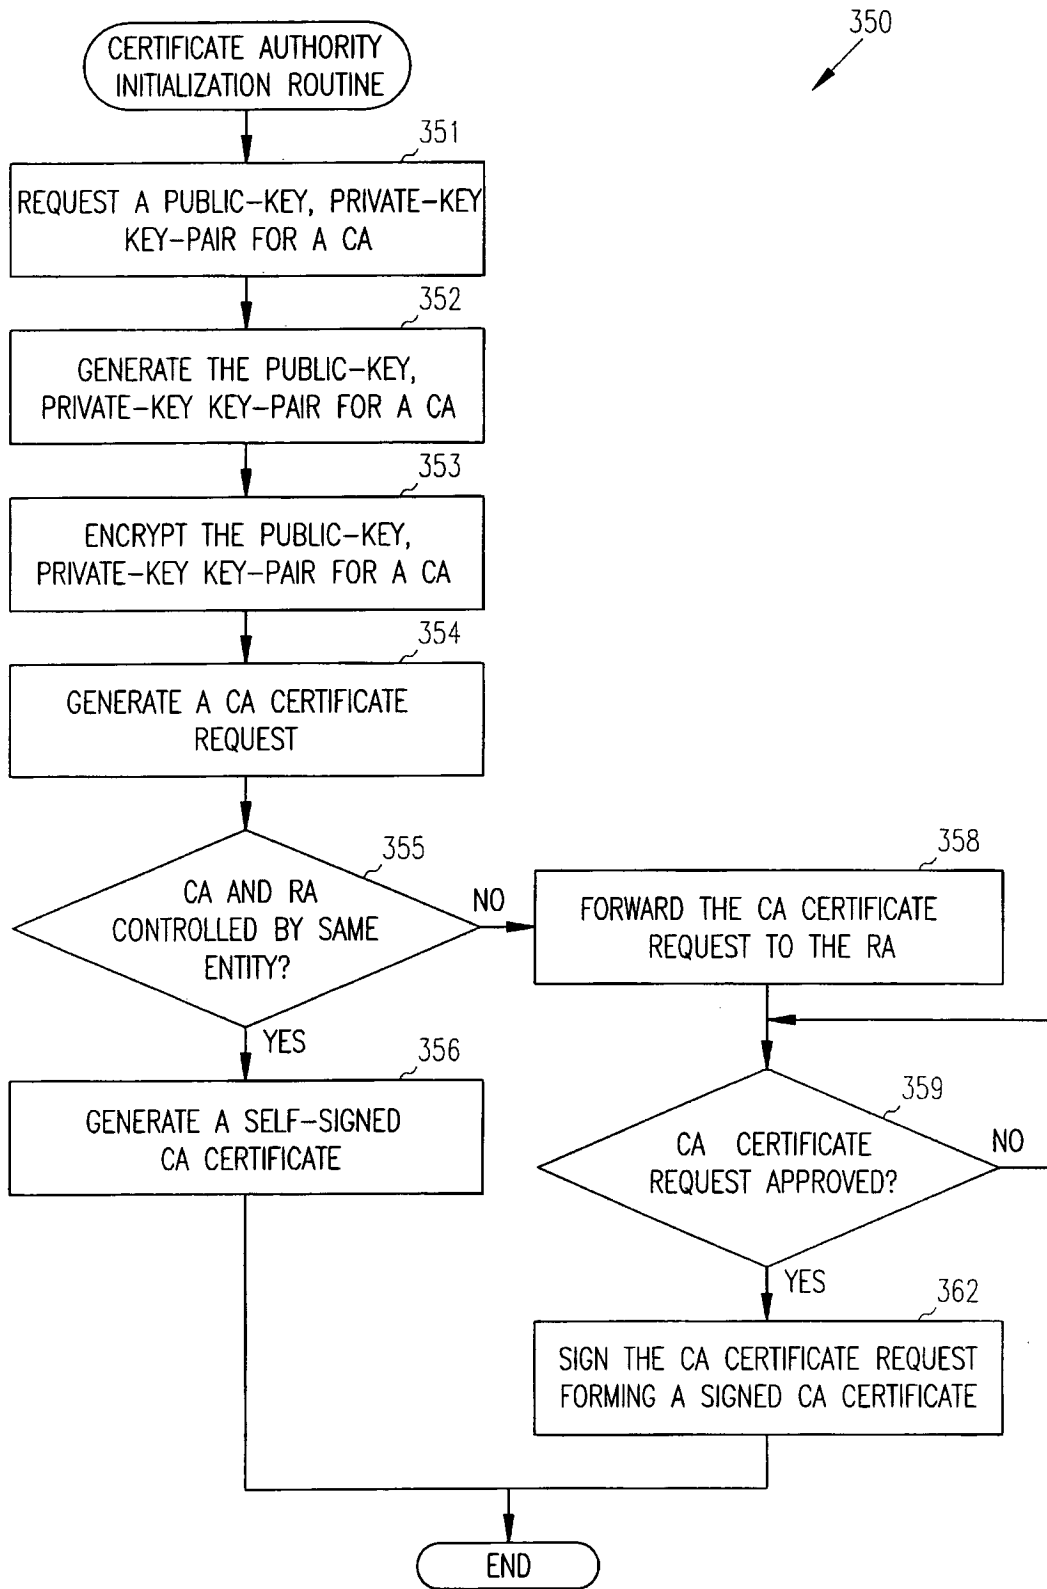 350
CERTIFICATE AUTHORITY
INITIALIZATION ROUTINE
351
REQUEST A PUBLIC-KEY, PRIVATE-KEY
KEY-PAIR FOR A CA
352
GENERATE THE PUBLIC-KEY,
PRIVATE-KEY KEY-PAIR FOR A CA
353
ENCRYPT THE PUBLIC-KEY,
PRIVATE-KEY KEY-PAIR FOR A CA
354
GENERATE A CA CERTIFICATE
REQUEST
355
CA AND RA
CONTROLLED BY SAME
ENTITY?
NO
YES
356
GENERATE A SELF-SIGNED
CA CERTIFICATE
358
FORWARD THE CA CERTIFICATE
REQUEST TO THE RA
359
CA CERTIFICATE
REQUEST APPROVED?
NO
YES
362
SIGN THE CA CERTIFICATE REQUEST
FORMING A SIGNED CA CERTIFICATE
END